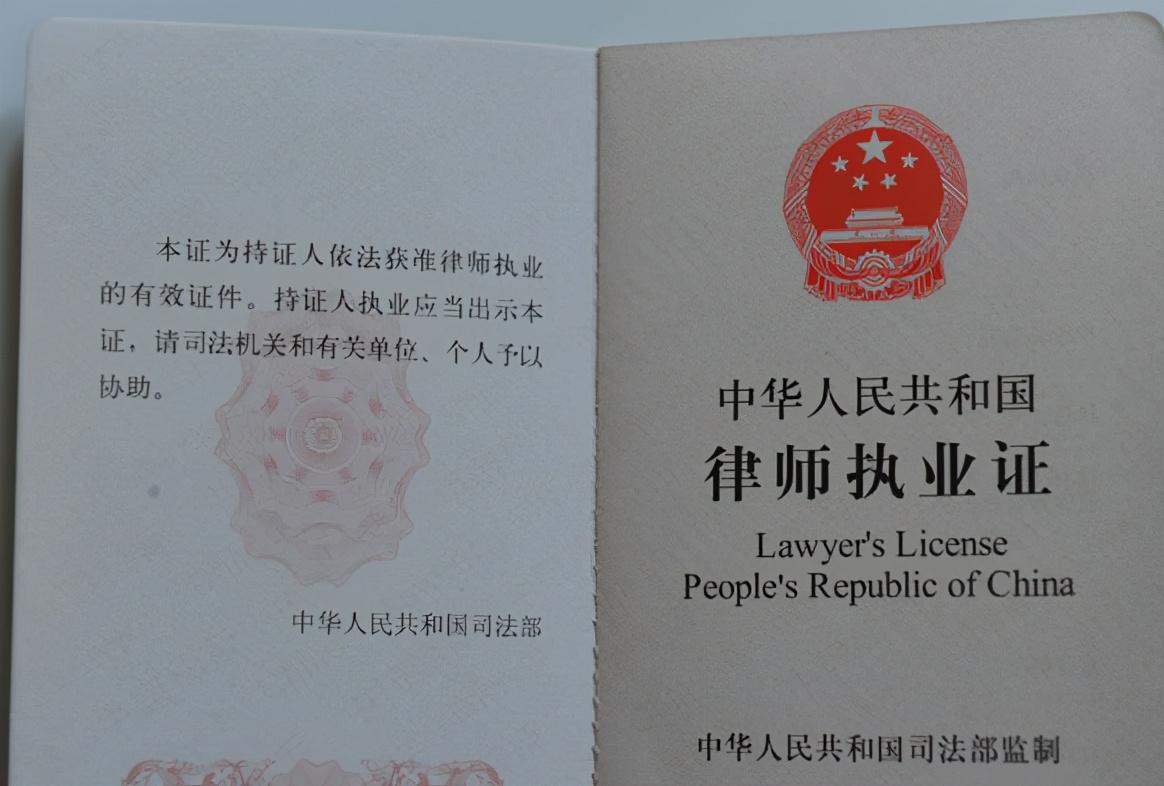 本证为持证人依法获准律师执业
的有效证件。持证人执业应当出示本
证，请司法机关和有关单位、个人予以
协助。
中华人民共和国司法部
中华人民共和国
律师执业证
Lawyer's License
People's Republic of China
中华人民共和国司法部监制